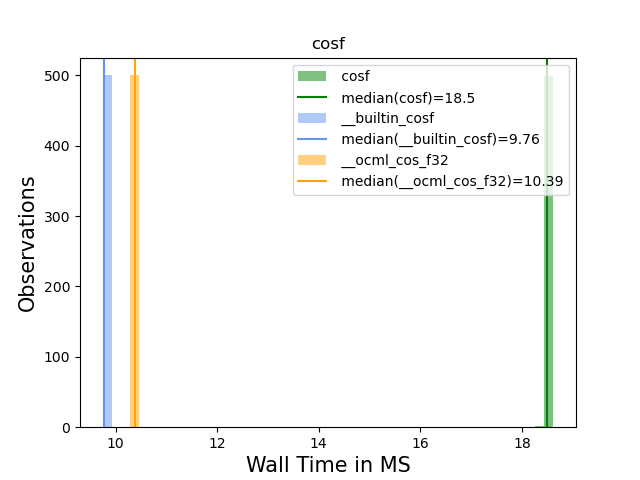 cosf
500
400
300
200
100
0
Observations
cosf
median(cosf)=18.5
__builtin_cosf
median(__builtin_cosf)=9.76
__ocml_cos_f32
median(__ocml_cos_f32)=10.39
10 12 14 16 18
Wall Time in MS